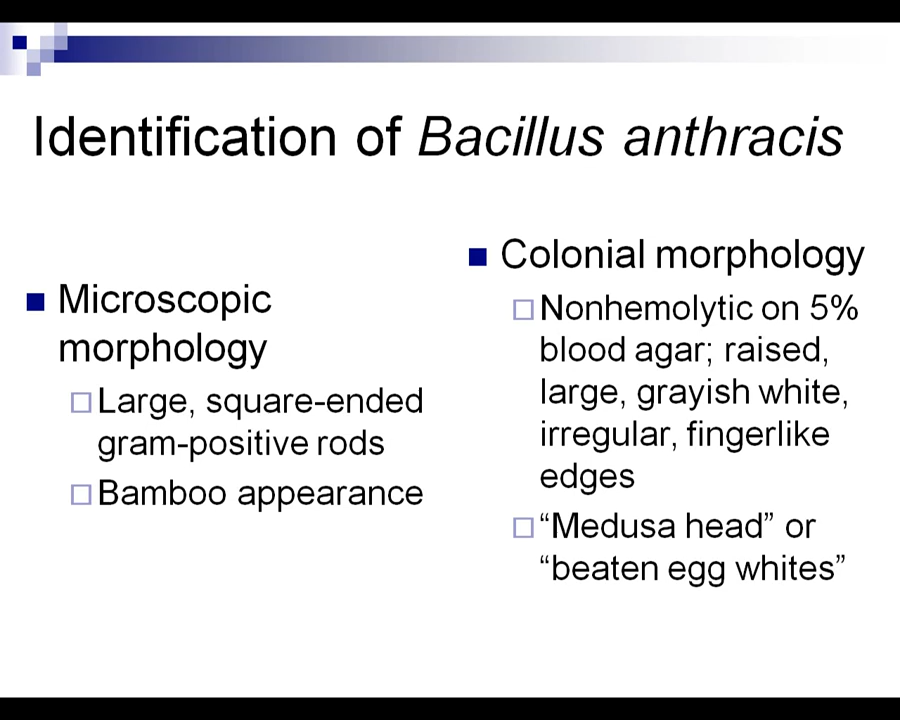 Identification of Bacillus anthracis
Microscopic
morphology
Large, square-ended
gram-positive rods
Bamboo appearance
Colonial morphology
Nonhemolytic on 5%
blood agar; raised,
large, grayish white,
irregular, fingerlike
edges
“Medusa head” or
“beaten egg whites”